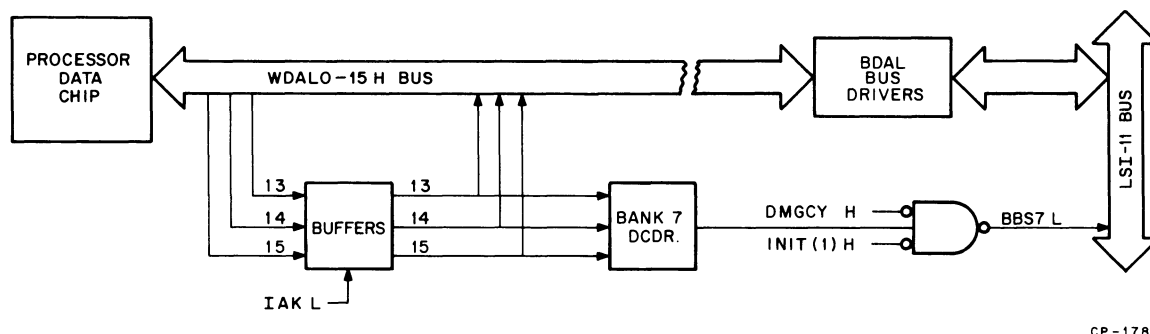 PROCESSOR
DATA
CHIP
WDAL0-15 H BUS
BDAL
BUS
DRIVERS
LSI-11 BUS
13
14
15
BUFFERS
13
14
15
BANK 7
DCDR.
DMGCY H
INIT (1) H
BBS7 L
IAK L
CP-178